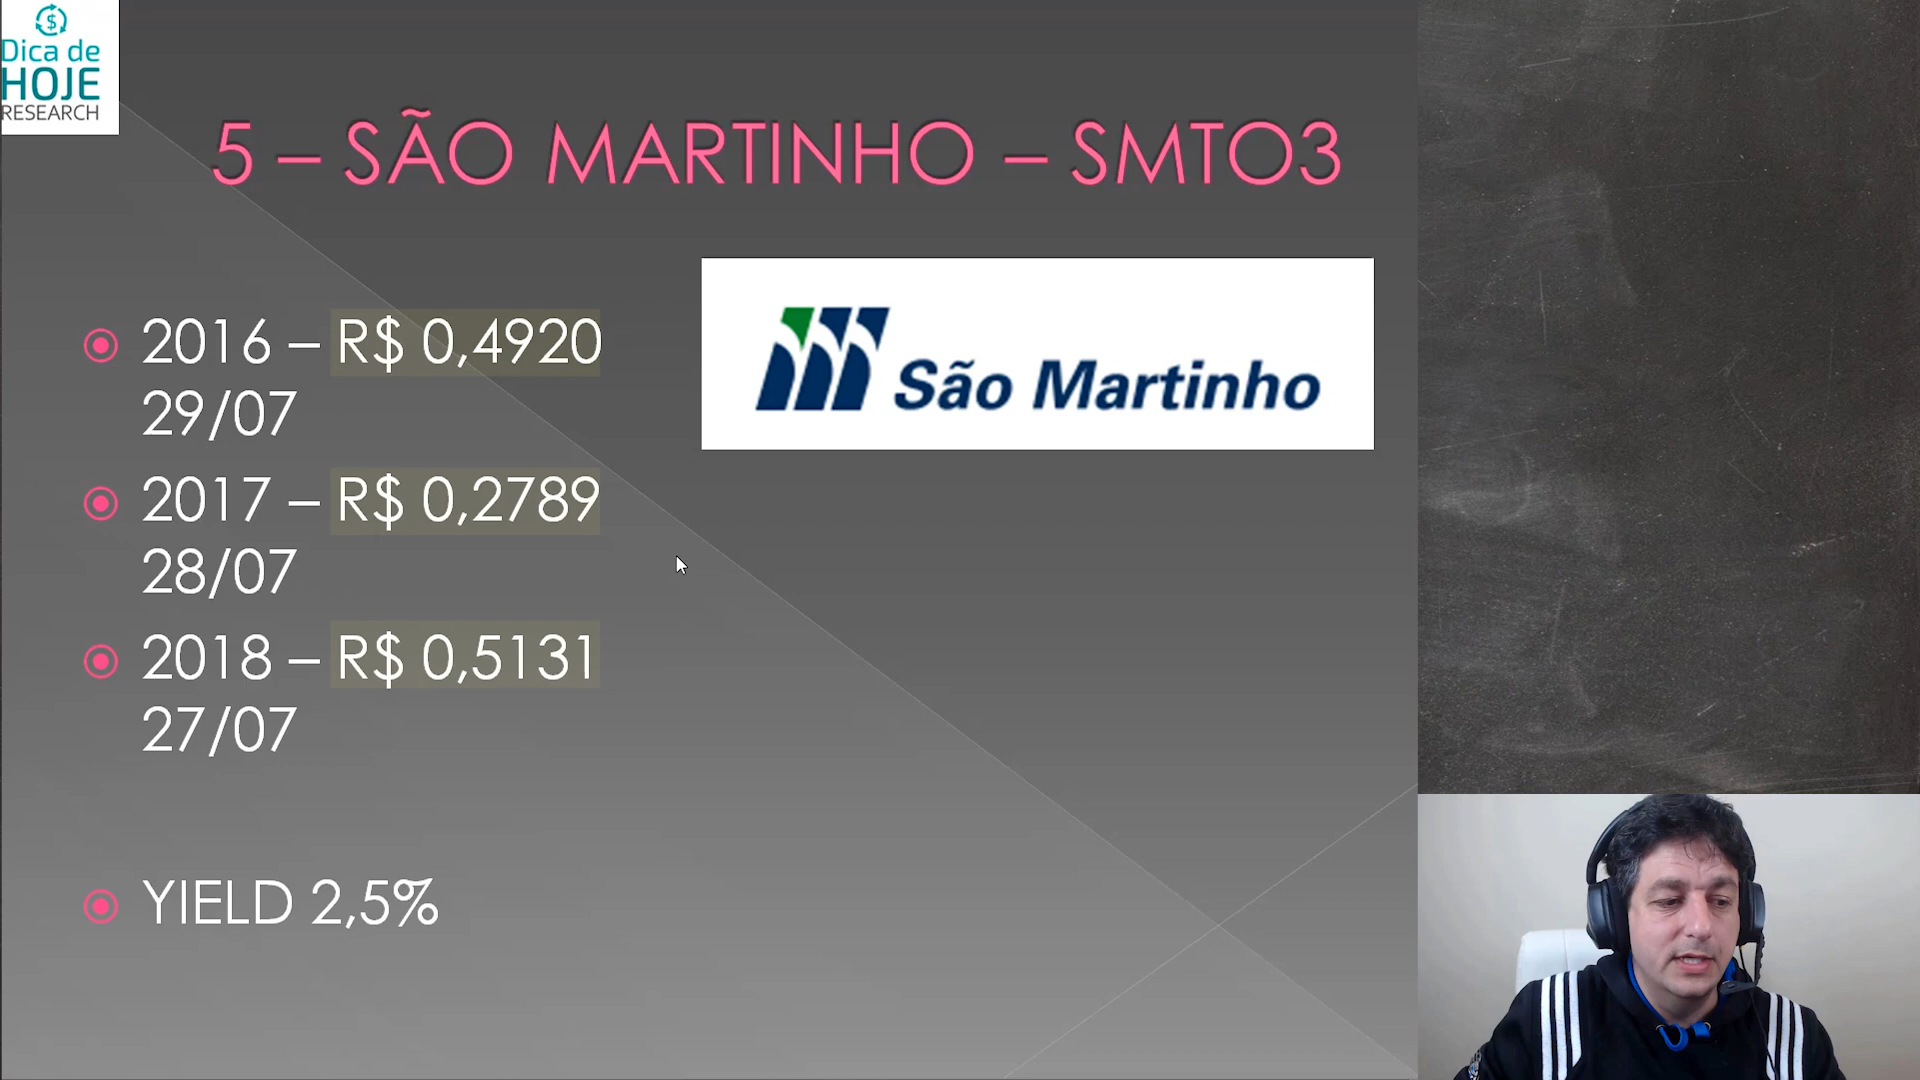 Dica de
HOJE
RESEARCH
5 – SÃO MARTINHO – SMTO3
São Martinho
2016 – R$ 0,4920
29/07
2017 – R$ 0,2789
28/07
2018 – R$ 0,5131
27/07
YIELD 2,5%